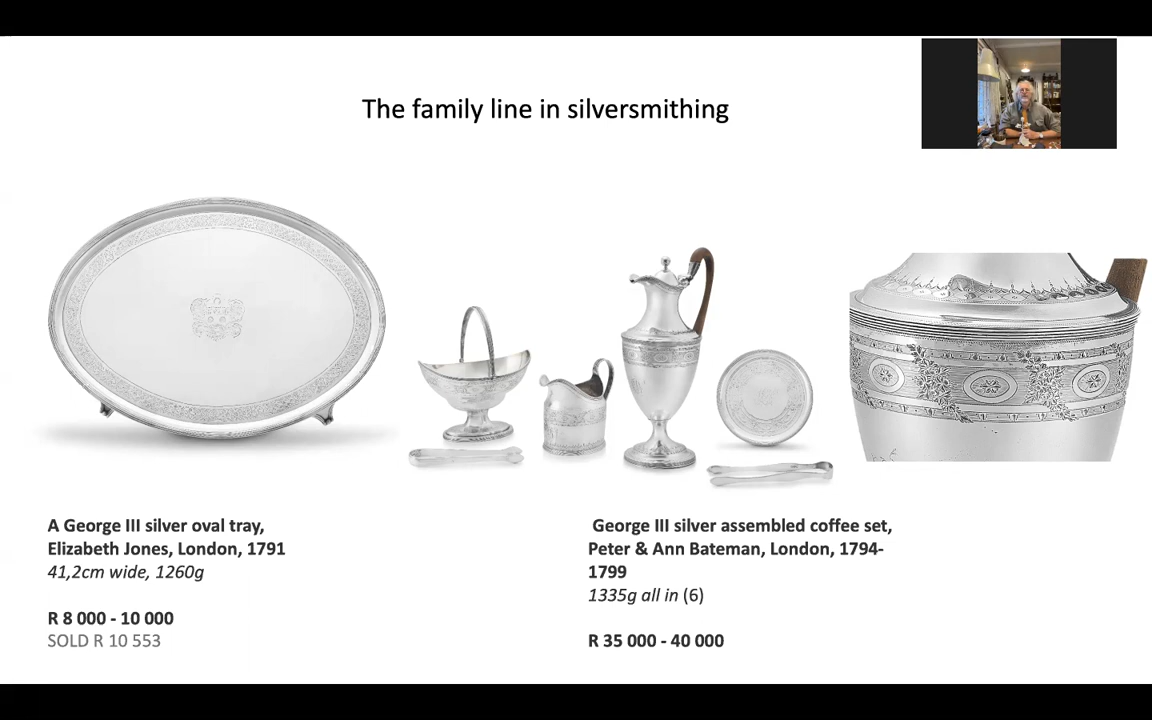 The family line in silversmithing
A George III silver oval tray,
Elizabeth Jones, London, 1791
41,2cm wide, 1260g
R 8 000 - 10 000
SOLD R 10 553
George III silver assembled coffee set,
Peter & Ann Bateman, London, 1794-
1799
1335g all in (6)
R 35 000 - 40 000